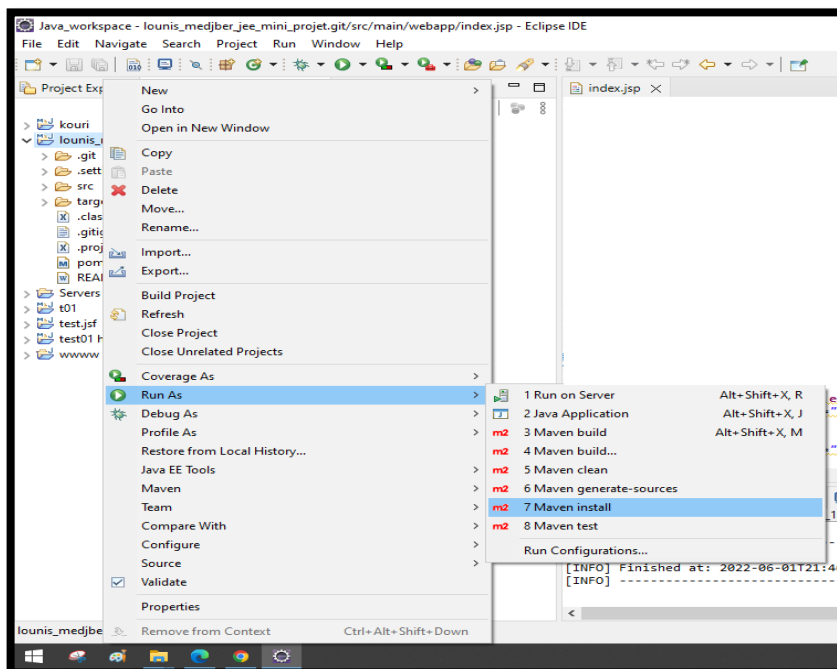 Java_workspace - lounis_medjber_jee_mini_projet.git/src/main/webapp/index.jsp - Eclipse IDE
File Edit Navigate Search Project Run Window Help
Project Exp
index.jsp
kouri
lounis_
.git
.sett
src
targ
.clas
.gitig
.proj
pom
REA
Servers
t01
test.jsf
test01 h
wwww
New
Go Into
Open in New Window
Copy
Paste
Delete
Move...
Rename...
Import...
Export...
Build Project
Refresh
Close Project
Close Unrelated Projects
Coverage As
Run As
Debug As
Profile As
Restore from Local History...
Java EE Tools
Maven
Team
Compare With
Configure
Source
Validate
Properties
Remove from Context Ctrl+Alt+Shift+Down
1 Run on Server Alt+Shift+X, R
2 Java Application Alt+Shift+X, J
m2 3 Maven build Alt+Shift+X, M
m2 4 Maven build...
m2 5 Maven clean
m2 6 Maven generate-sources
m2 7 Maven install
m2 8 Maven test
Run Configurations...
[INFO] Finished at: 2022-06-01T21:4
[INFO] ----------------------------
lounis_medjbe